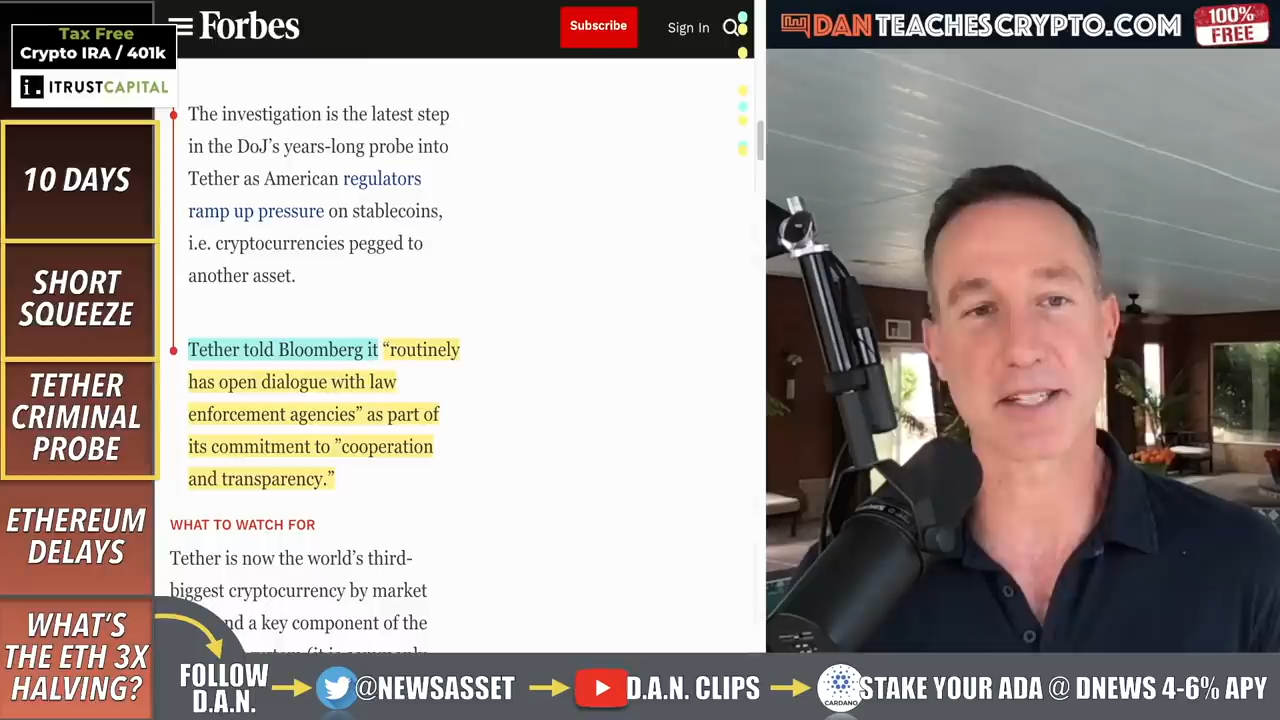 Tax Free
Crypto IRA / 401k
i. ITRUSTCAPITAL
10 DAYS
SHORT
SQUEEZE
TETHER
CRIMINAL
PROBE
ETHEREUM
DELAYS
WHAT'S
THE ETH 3X
HALVING?
Forbes
Subscribe
Sign In
The investigation is the latest step
in the DoJ’s years-long probe into
Tether as American regulators
ramp up pressure on stablecoins,
i.e. cryptocurrencies pegged to
another asset.
Tether told Bloomberg it “routinely
has open dialogue with law
enforcement agencies” as part of
its commitment to ”cooperation
and transparency.”
WHAT TO WATCH FOR
Tether is now the world’s third-
biggest cryptocurrency by market
and a key component of the
DANTEACHESCRYPTO.COM
100%
FREE
FOLLOW
D.A.N.
@NEWSASSET
D.A.N. CLIPS
CARDANO
STAKE YOUR ADA @ DNEWS 4-6% APY